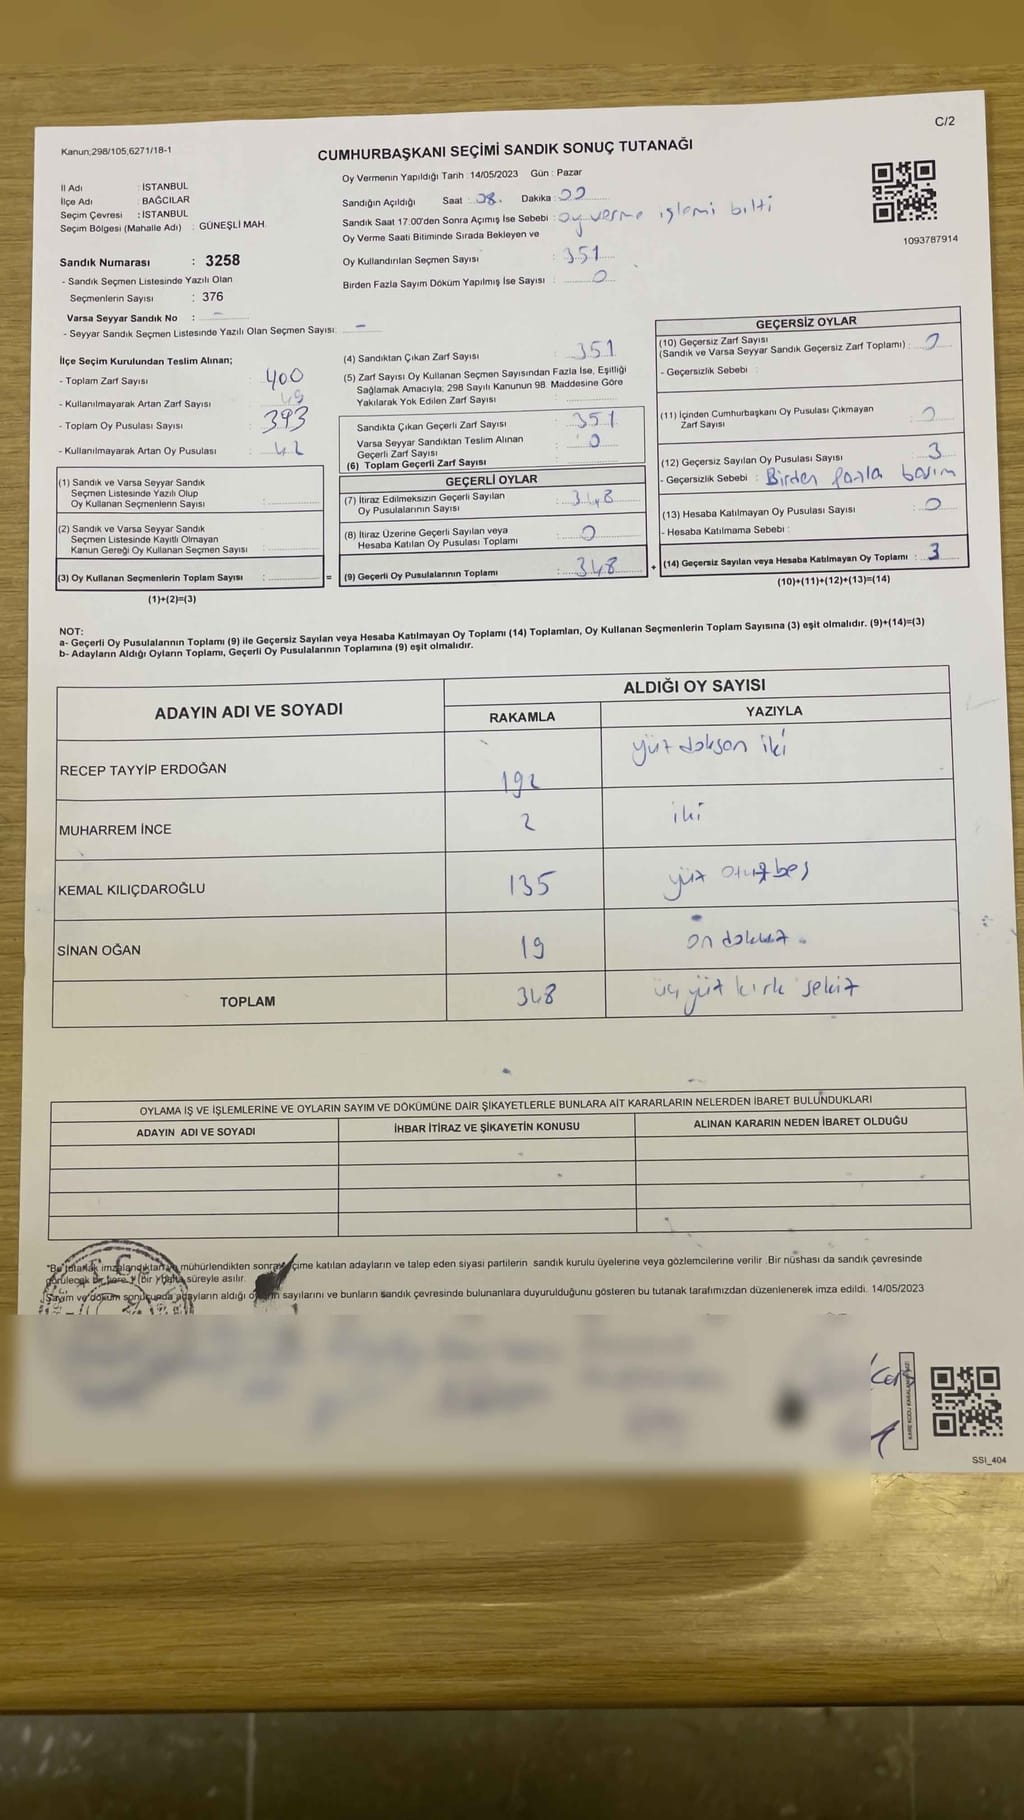 C/2
Kanun;298/105,6271/18-1
CUMHURBAŞKANI SEÇİMİ SANDIK SONUÇ TUTANAĞI
İl Adı : İSTANBUL
İlçe Adı : BAĞCILAR
Seçim Çevresi : İSTANBUL
Seçim Bölgesi (Mahalle Adı) : GÜNEŞLİ MAH.
Sandık Numarası : 3258
- Sandık Seçmen Listesinde Yazılı Olan
Seçmenlerin Sayısı : 376
Varsa Seyyar Sandık No : -
- Seyyar Sandık Seçmen Listesinde Yazılı Olan Seçmen Sayısı: -
Oy Vermenin Yapıldığı Tarih : 14/05/2023 Gün : Pazar
Sandığın Açıldığı Saat : 08. Dakika : 00
Sandık Saat 17.00'den Sonra Açımış İse Sebebi : oy verme işlemi bitti
Oy Verme Saati Bitiminde Sırada Bekleyen ve
Oy Kullandırılan Seçmen Sayısı : 351
Birden Fazla Sayım Döküm Yapılmış İse Sayısı : 0
1093787914
İlçe Seçim Kurulundan Teslim Alınan;
- Toplam Zarf Sayısı : 400
- Kullanılmayarak Artan Zarf Sayısı : 49
- Toplam Oy Pusulası Sayısı : 393
- Kullanılmayarak Artan Oy Pusulası : 42
(1) Sandık ve Varsa Seyyar Sandık
Seçmen Listesinde Yazılı Olup
Oy Kullanan Seçmenlerin Sayısı :
(2) Sandık ve Varsa Seyyar Sandık
Seçmen Listesinde Kayıtlı Olmayan
Kanun Gereği Oy Kullanan Seçmen Sayısı :
(3) Oy Kullanan Seçmenlerin Toplam Sayısı :
(1)+(2)=(3)
(4) Sandıktan Çıkan Zarf Sayısı : 351
(5) Zarf Sayısı Oy Kullanan Seçmen Sayısından Fazla İse, Eşitliği
Sağlamak Amacıyla; 298 Sayılı Kanunun 98. Maddesine Göre
Yakılarak Yok Edilen Zarf Sayısı :
Sandıkta Çıkan Geçerli Zarf Sayısı : 351
Varsa Seyyar Sandıktan Teslim Alınan
Geçerli Zarf Sayısı : 0
(6) Toplam Geçerli Zarf Sayısı :
GEÇERLİ OYLAR
(7) İtiraz Edilmeksizin Geçerli Sayılan
Oy Pusulalarının Sayısı : 348
(8) İtiraz Üzerine Geçerli Sayılan veya
Hesaba Katılan Oy Pusulası Toplamı : 0
= (9) Geçerli Oy Pusulalarının Toplamı : 348 +
GEÇERSİZ OYLAR
(10) Geçersiz Zarf Sayısı
(Sandık ve Varsa Seyyar Sandık Geçersiz Zarf Toplamı) : 0
- Geçersizlik Sebebi :
(11) İçinden Cumhurbaşkanı Oy Pusulası Çıkmayan
Zarf Sayısı : 0
(12) Geçersiz Sayılan Oy Pusulası Sayısı : 3
- Geçersizlik Sebebi : Birden fazla basım
(13) Hesaba Katılmayan Oy Pusulası Sayısı : 0
- Hesaba Katılmama Sebebi :
(14) Geçersiz Sayılan veya Hesaba Katılmayan Oy Toplamı : 3
(10)+(11)+(12)+(13)=(14)
NOT:
a- Geçerli Oy Pusulalarının Toplamı (9) ile Geçersiz Sayılan veya Hesaba Katılmayan Oy Toplamı (14) Toplamları, Oy Kullanan Seçmenlerin Toplam Sayısına (3) eşit olmalıdır. (9)+(14)=(3)
b- Adayların Aldığı Oyların Toplamı, Geçerli Oy Pusulalarının Toplamına (9) eşit olmalıdır.
ADAYIN ADI VE SOYADI
ALDIĞI OY SAYISI
RAKAMLA YAZIYLA
RECEP TAYYİP ERDOĞAN 192 yüz doksan iki
MUHARREM İNCE 2 iki
KEMAL KILIÇDAROĞLU 135 yüz otuz beş
SİNAN OĞAN 19 on dokuz.
TOPLAM 348 üç yüz kırk sekiz
OYLAMA İŞ VE İŞLEMLERİNE VE OYLARIN SAYIM VE DÖKÜMÜNE DAİR ŞİKAYETLERLE BUNLARA AİT KARARLARIN NELERDEN İBARET BULUNDUKLARI
ADAYIN ADI VE SOYADI İHBAR İTİRAZ VE ŞİKAYETİN KONUSU ALINAN KARARIN NEDEN İBARET OLDUĞU
"Bu tutanak imzalandıktan ve mühürlendikten sonra, seçime katılan adayların ve talep eden siyasi partilerin sandık kurulu üyelerine veya gözlemcilerine verilir .Bir nüshası da sandık çevresinde
görülecek bir yere 1 (bir) hafta süreyle asılır.
Sayım ve döküm sonucunda adayların aldığı oyların sayılarını ve bunların sandık çevresinde bulunanlara duyurulduğunu gösteren bu tutanak tarafımızdan düzenlenerek imza edildi. 14/05/2023
SSI_404